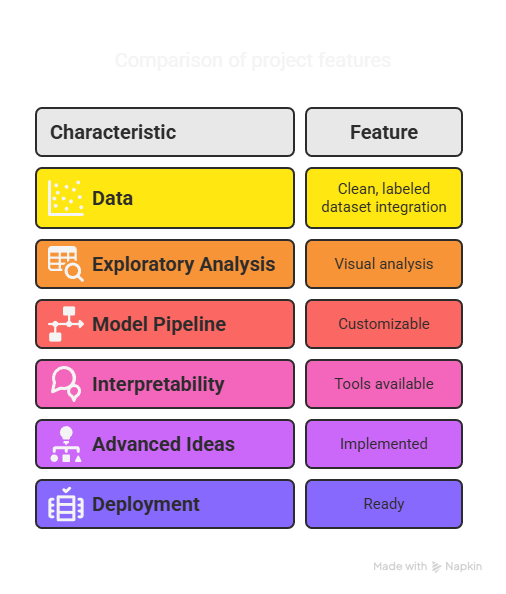 Comparison of project features
Characteristic
Feature
Data
Clean, labeled
dataset integration
Exploratory Analysis
Visual analysis
Model Pipeline
Customizable
Interpretability
Tools available
Advanced Ideas
Implemented
Deployment
Ready
Made with Napkin